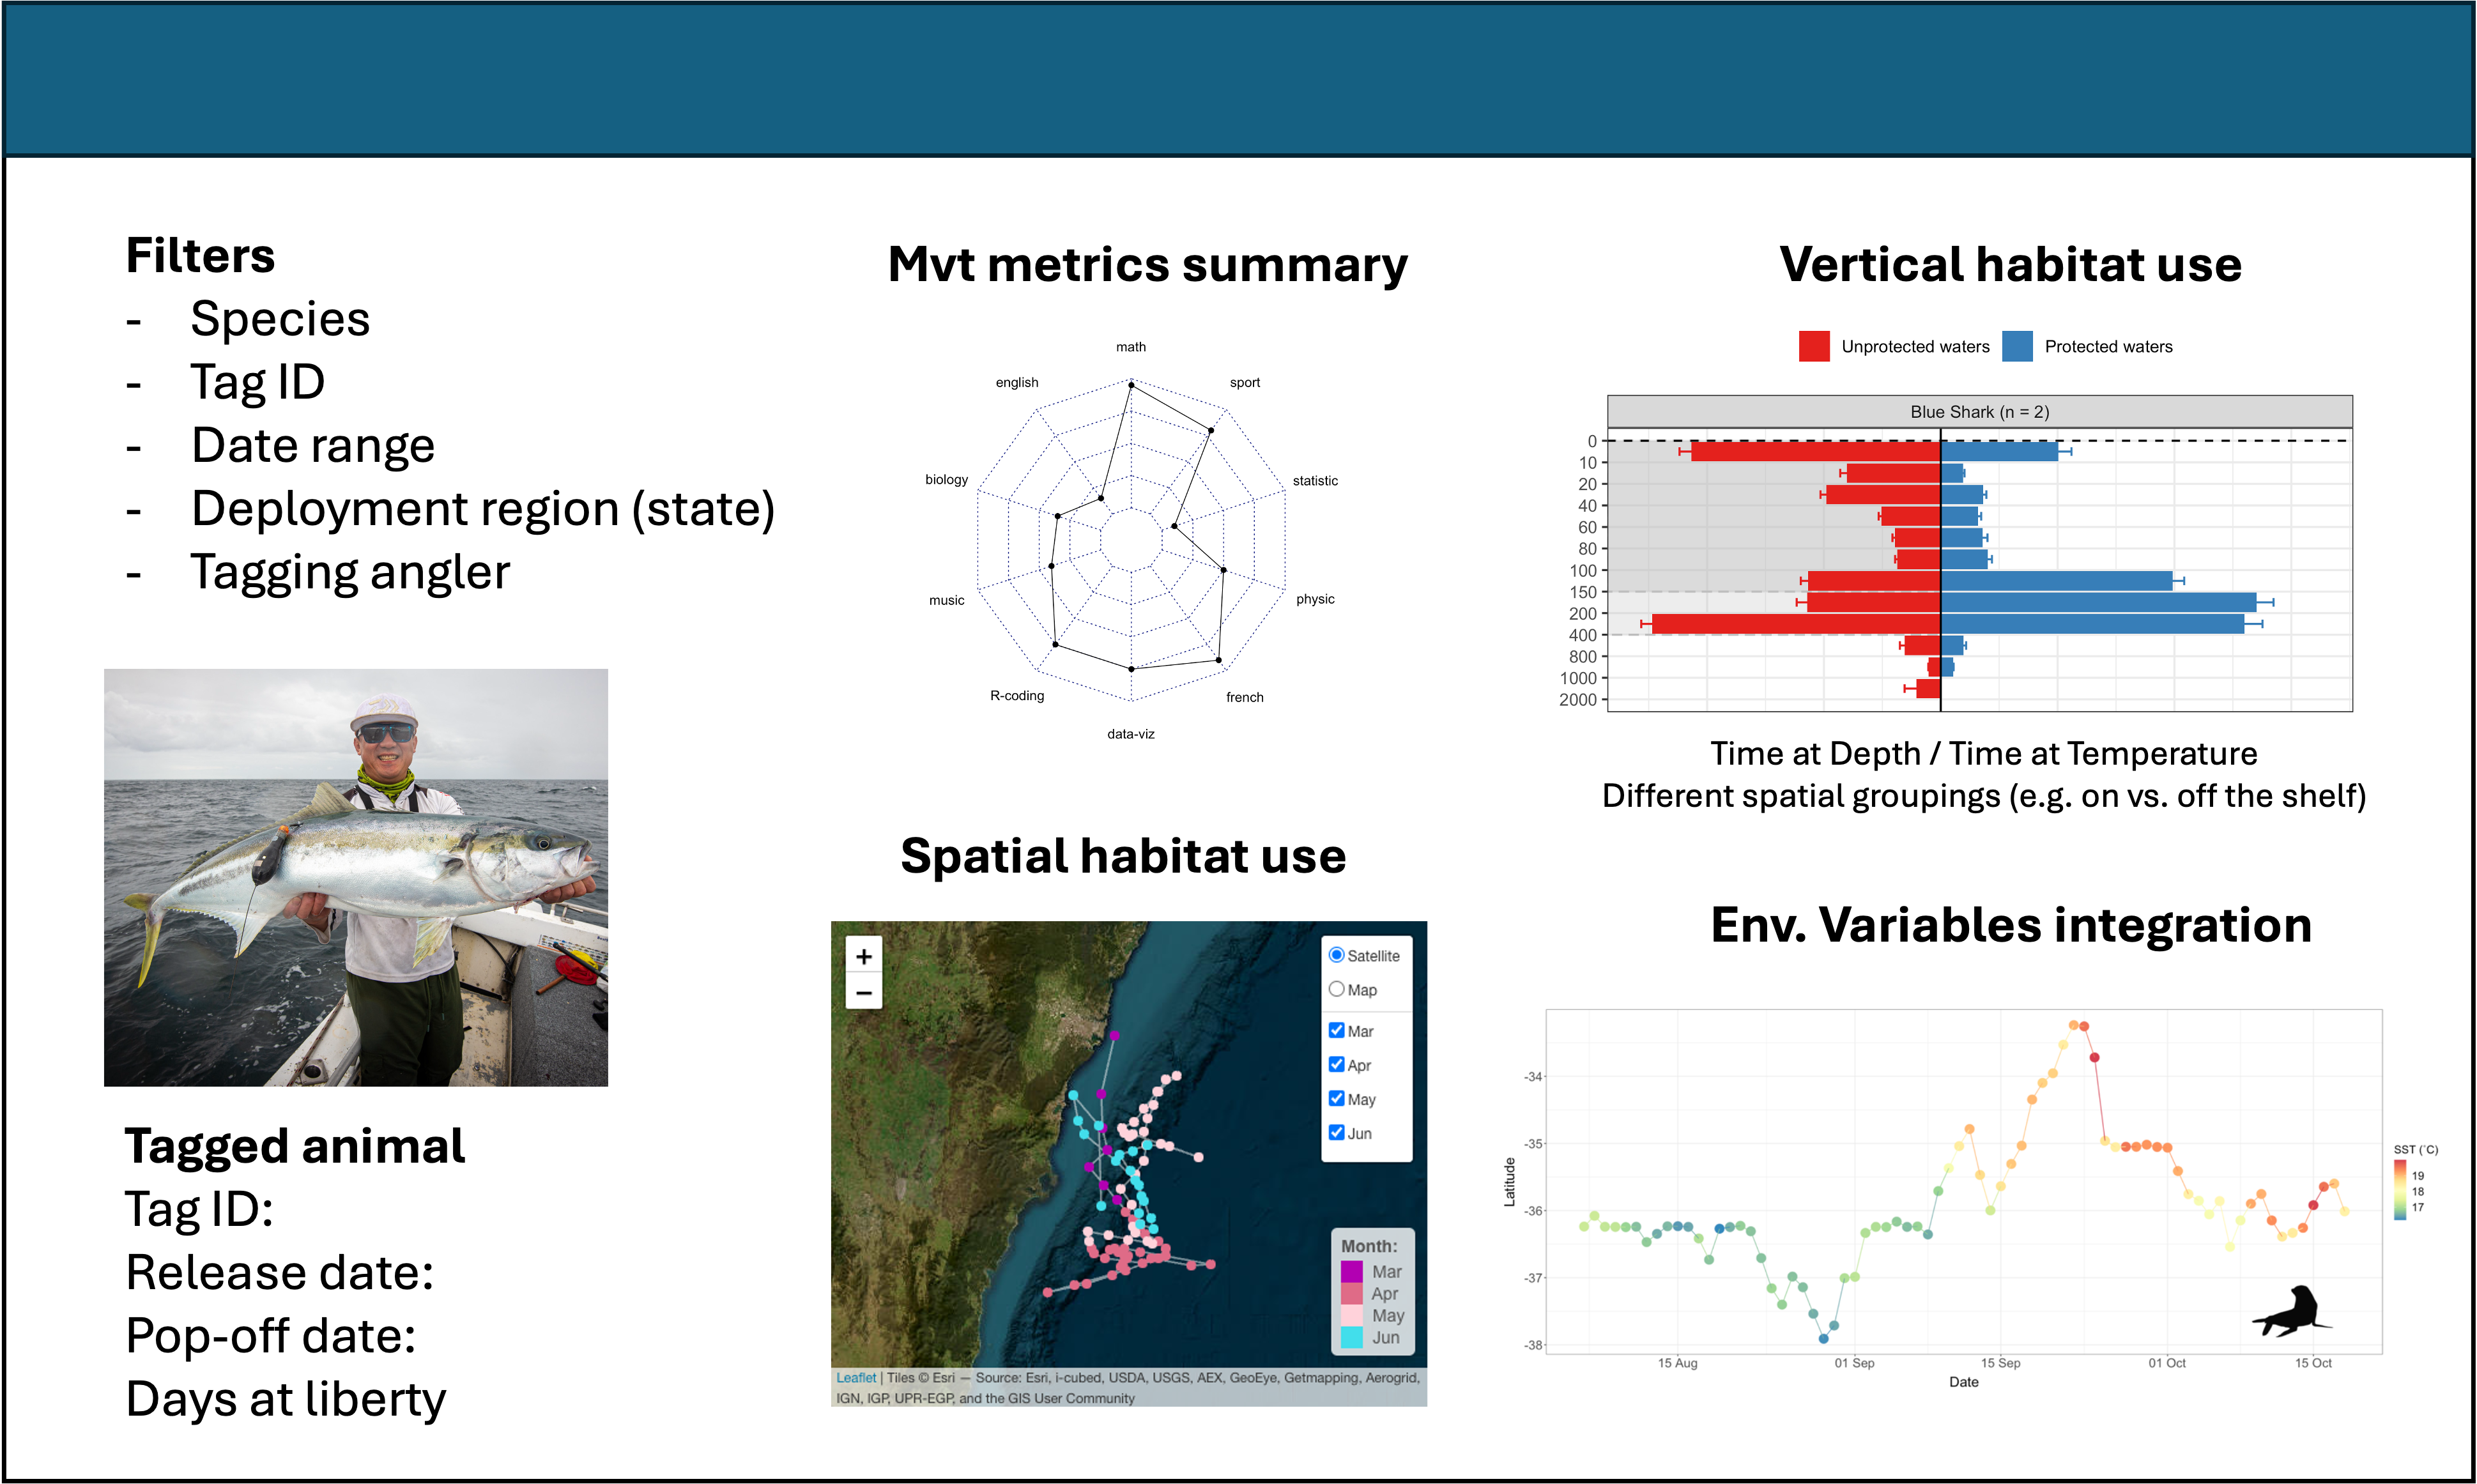 Filters
- Species
- Tag ID
- Date range
- Deployment region (state)
- Tagging angler
Tagged animal
Tag ID:
Release date:
Pop-off date:
Days at liberty
Mvt metrics summary
math
english
sport
biology
statistic
music
physic
R-coding
french
data-viz
Spatial habitat use
+
−
Satellite
Map
Mar
Apr
May
Jun
Month:
Mar
Apr
May
Jun
Leaflet | Tiles © Esri — Source: Esri, i-cubed, USDA, USGS, AEX, GeoEye, Getmapping, Aerogrid,
IGN, IGP, UPR-EGP, and the GIS User Community
Vertical habitat use
Unprotected waters Protected waters
Blue Shark (n = 2)
0
10
20
40
60
80
100
150
200
400
800
1000
2000
Time at Depth / Time at Temperature
Different spatial groupings (e.g. on vs. off the shelf)
Env. Variables integration
Latitude
-34
-35
-36
-37
-38
15 Aug 01 Sep 15 Sep 01 Oct 15 Oct
Date
SST (°C)
19
18
17